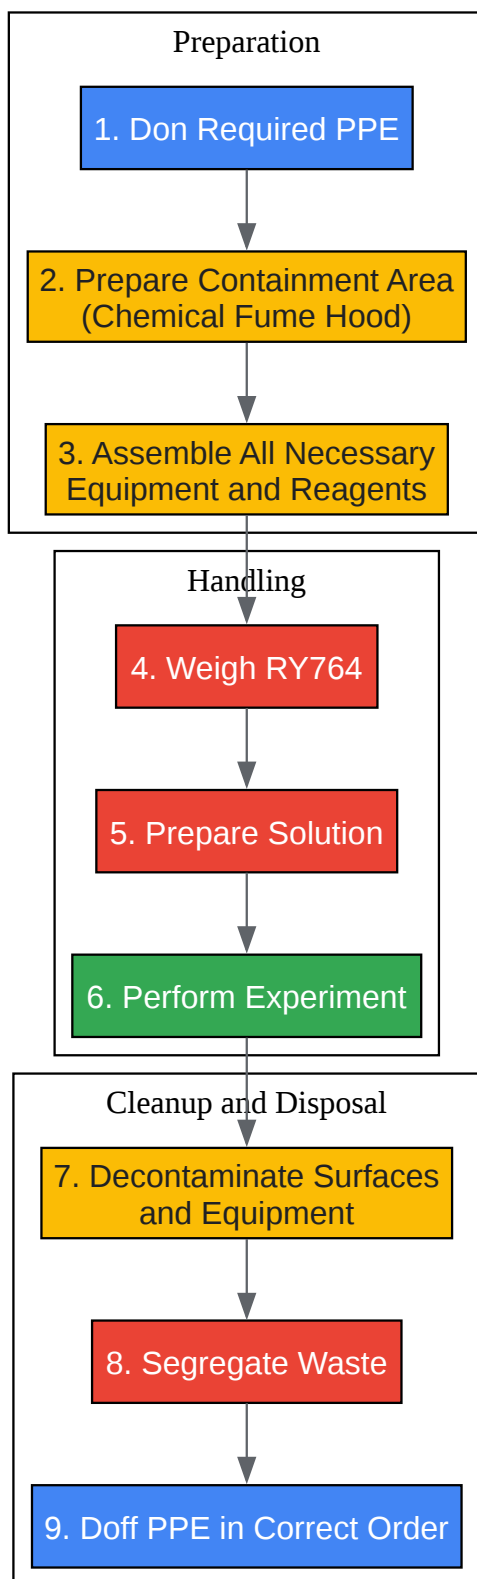 Preparation
1. Don Required PPE
2. Prepare Containment Area
(Chemical Fume Hood)
3. Assemble All Necessary
Equipment and Reagents
Handling
4. Weigh RY764
5. Prepare Solution
6. Perform Experiment
Cleanup and Disposal
7. Decontaminate Surfaces
and Equipment
8. Segregate Waste
9. Doff PPE in Correct Order